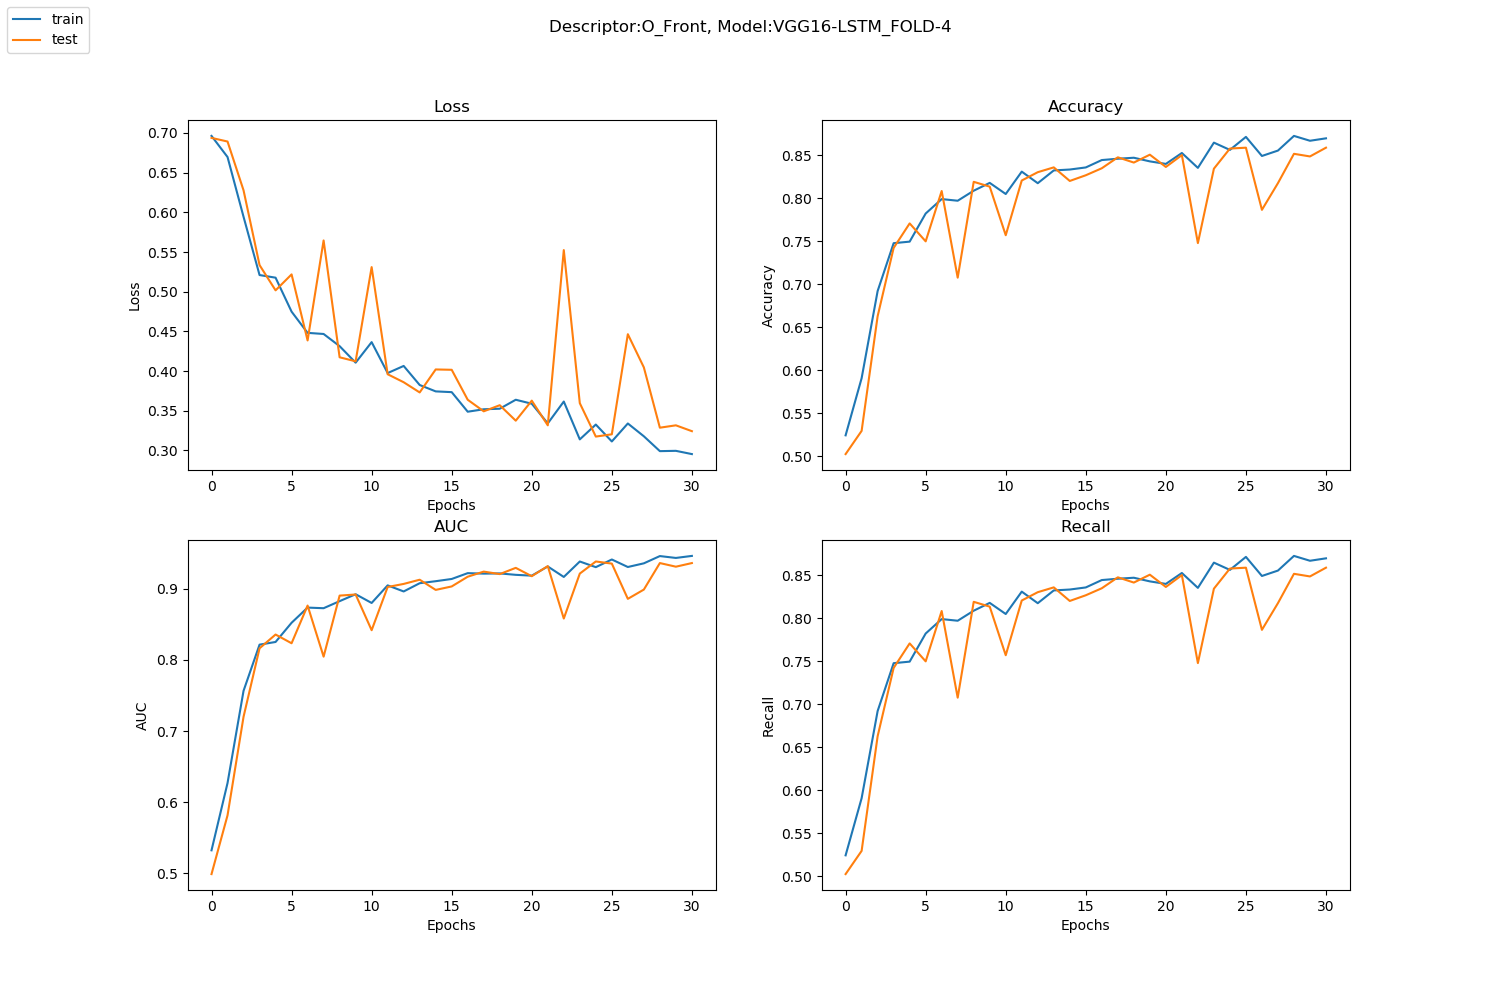 train
test
Descriptor:O_Front, Model:VGG16-LSTM_FOLD-4
Loss
0.70
0.65
0.60
0.55
0.50
0.45
0.40
0.35
0.30
Loss
0 5 10 15 20 25 30
Epochs
Accuracy
0.85
0.80
0.75
0.70
0.65
0.60
0.55
0.50
Accuracy
0 5 10 15 20 25 30
Epochs
AUC
0.9
0.8
0.7
0.6
0.5
AUC
0 5 10 15 20 25 30
Epochs
Recall
0.85
0.80
0.75
0.70
0.65
0.60
0.55
0.50
Recall
0 5 10 15 20 25 30
Epochs